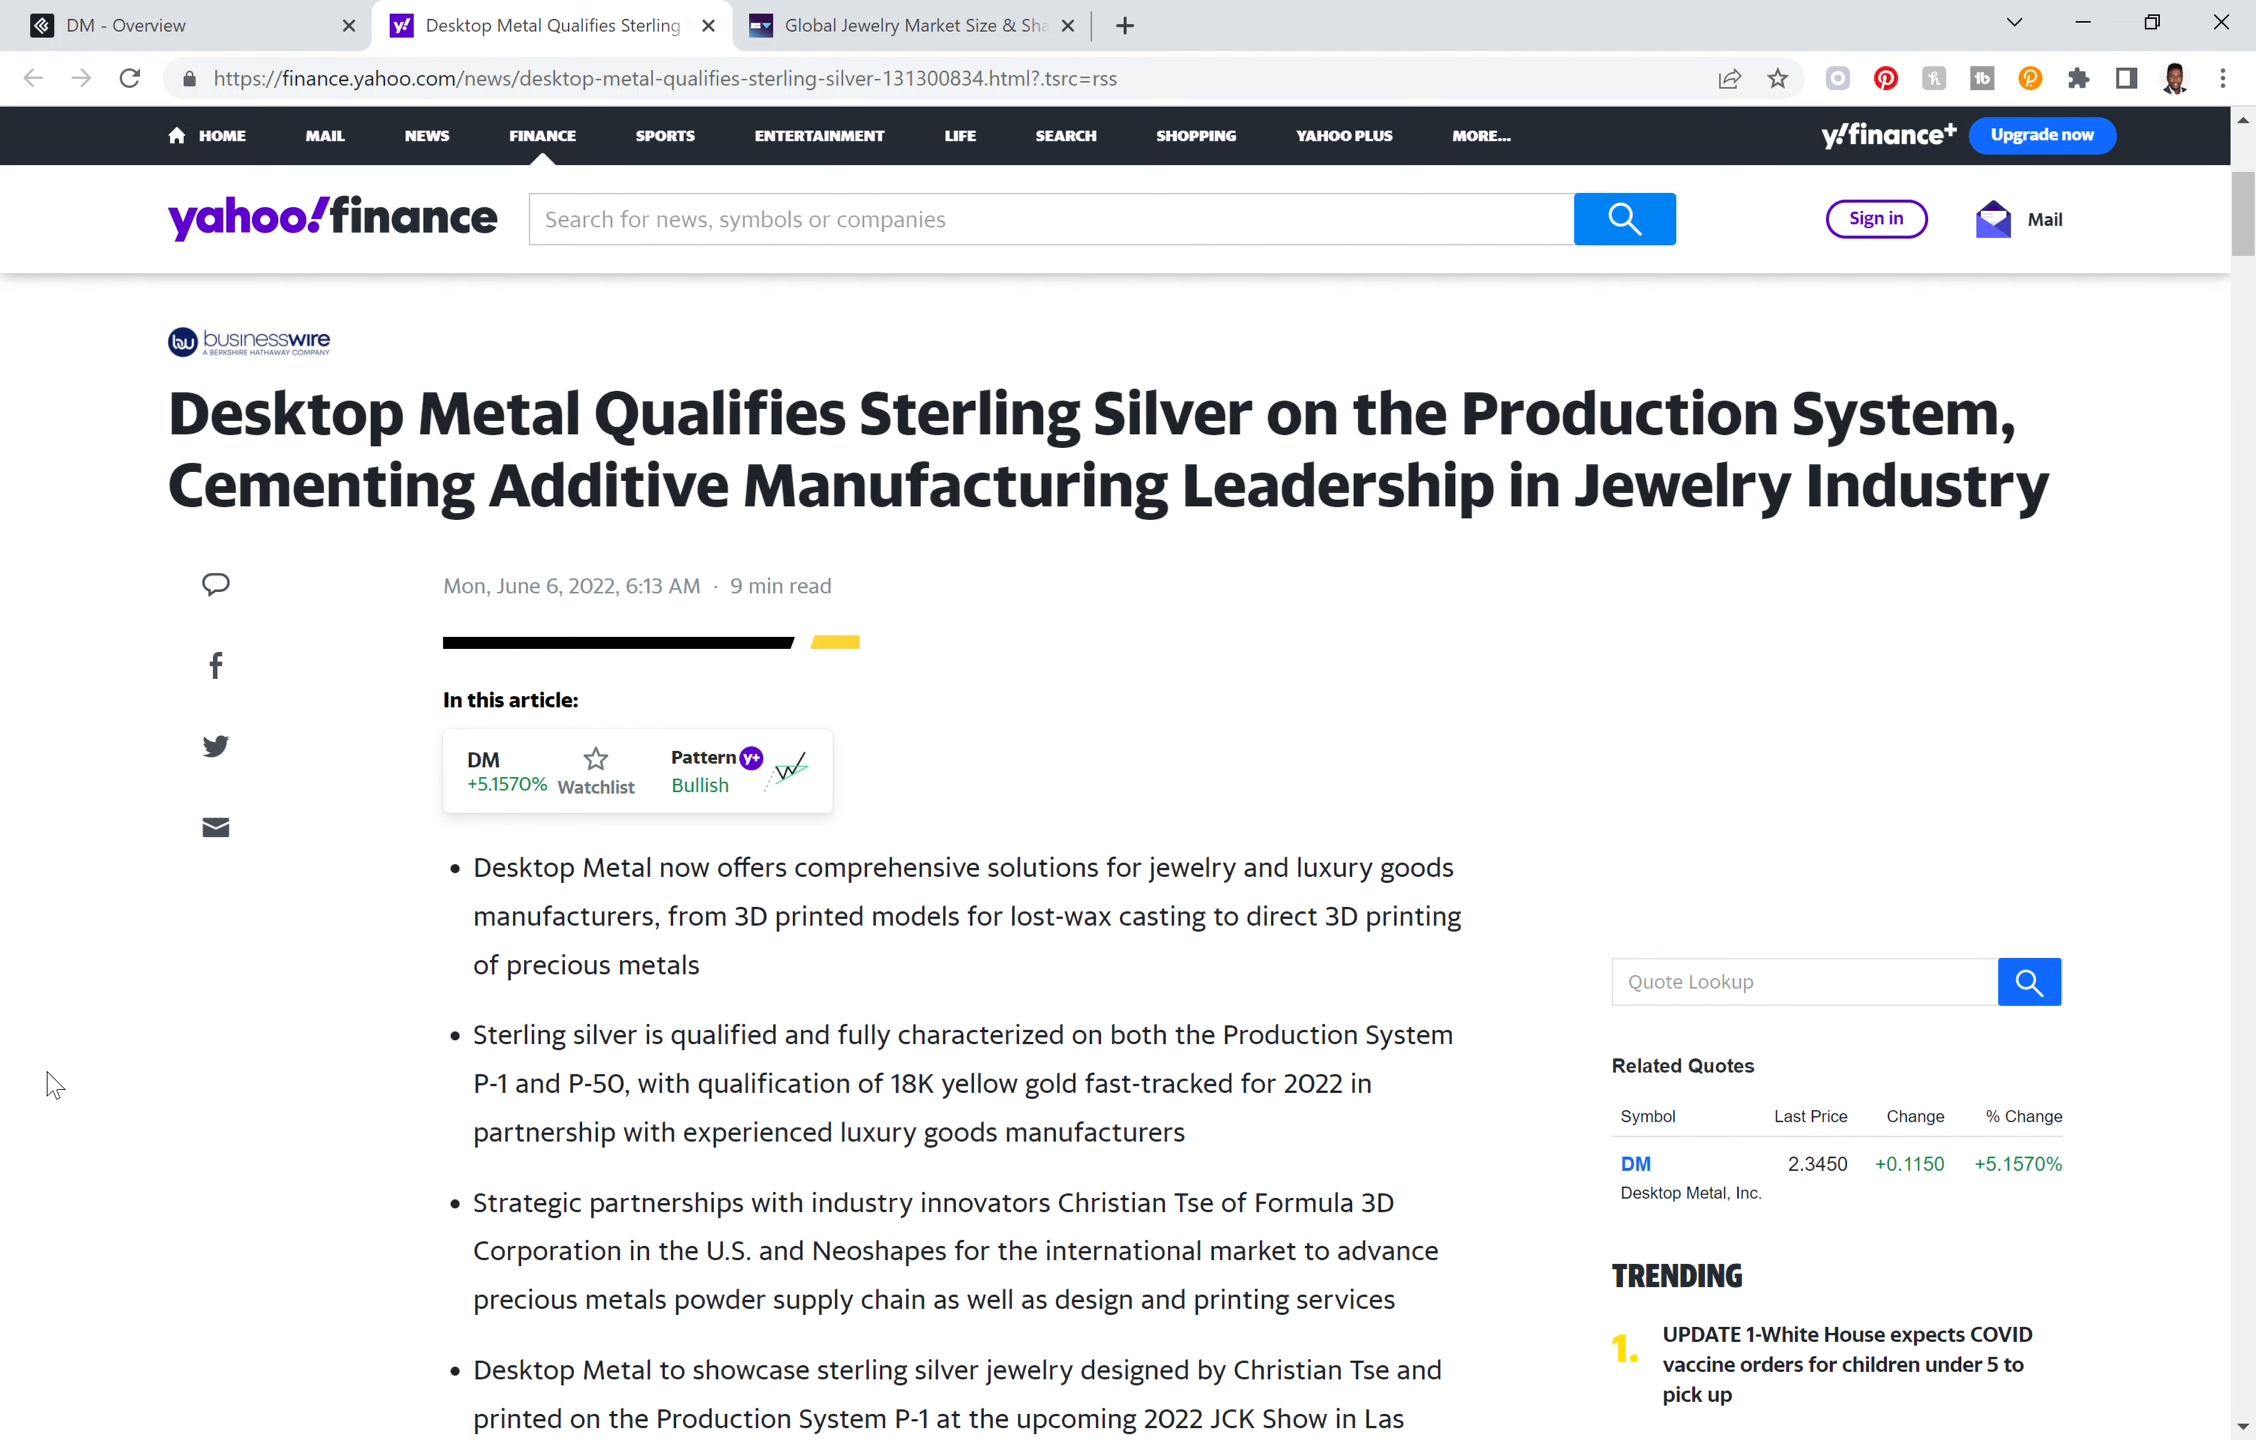 DM - Overview
Desktop Metal Qualifies Sterling
Global Jewelry Market Size & Sha
https://finance.yahoo.com/news/desktop-metal-qualifies-sterling-silver-131300834.html?.tsrc=rss
HOME MAIL NEWS FINANCE SPORTS ENTERTAINMENT LIFE SEARCH SHOPPING YAHOO PLUS MORE...
y!finance+ Upgrade now
yahoo!finance
Search for news, symbols or companies
Sign in
Mail
bw businesswire
A BERKSHIRE HATHAWAY COMPANY
Desktop Metal Qualifies Sterling Silver on the Production System,
Cementing Additive Manufacturing Leadership in Jewelry Industry
Mon, June 6, 2022, 6:13 AM · 9 min read
In this article:
DM
+5.1570%
Watchlist
Pattern y+
Bullish
• Desktop Metal now offers comprehensive solutions for jewelry and luxury goods
manufacturers, from 3D printed models for lost-wax casting to direct 3D printing
of precious metals
• Sterling silver is qualified and fully characterized on both the Production System
P-1 and P-50, with qualification of 18K yellow gold fast-tracked for 2022 in
partnership with experienced luxury goods manufacturers
• Strategic partnerships with industry innovators Christian Tse of Formula 3D
Corporation in the U.S. and Neoshapes for the international market to advance
precious metals powder supply chain as well as design and printing services
• Desktop Metal to showcase sterling silver jewelry designed by Christian Tse and
printed on the Production System P-1 at the upcoming 2022 JCK Show in Las
Quote Lookup
Related Quotes
Symbol Last Price Change % Change
DM 2.3450 +0.1150 +5.1570%
Desktop Metal, Inc.
TRENDING
1. UPDATE 1-White House expects COVID
vaccine orders for children under 5 to
pick up